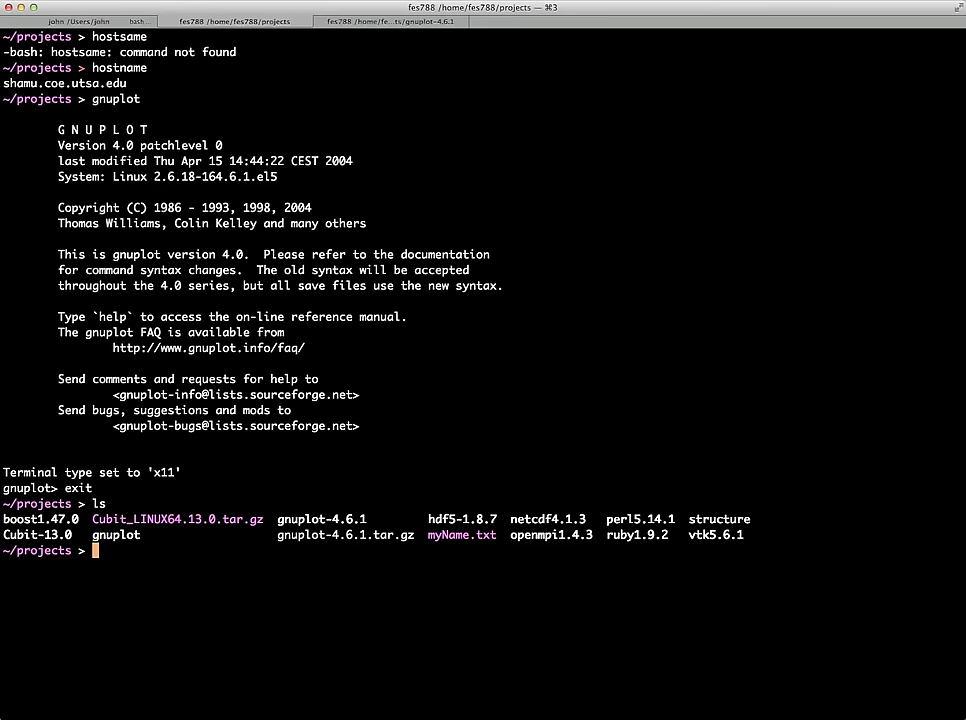 fes788 /home/fes788/projects — ⌘3
john /Users/john bash... fes788 /home/fes788/projects fes788 /home/fe...ts/gnuplot-4.6.1
~/projects > hostsame
-bash: hostsame: command not found
~/projects > hostname
shamu.coe.utsa.edu
~/projects > gnuplot
G N U P L O T
Version 4.0 patchlevel 0
last modified Thu Apr 15 14:44:22 CEST 2004
System: Linux 2.6.18-164.6.1.el5
Copyright (C) 1986 - 1993, 1998, 2004
Thomas Williams, Colin Kelley and many others
This is gnuplot version 4.0.  Please refer to the documentation
for command syntax changes.  The old syntax will be accepted
throughout the 4.0 series, but all save files use the new syntax.
Type `help` to access the on-line reference manual.
The gnuplot FAQ is available from
http://www.gnuplot.info/faq/
Send comments and requests for help to
<gnuplot-info@lists.sourceforge.net>
Send bugs, suggestions and mods to
<gnuplot-bugs@lists.sourceforge.net>
Terminal type set to 'x11'
gnuplot> exit
~/projects > ls
boost1.47.0  Cubit_LINUX64.13.0.tar.gz  gnuplot-4.6.1  hdf5-1.8.7  netcdf4.1.3  perl5.14.1  structure
Cubit-13.0  gnuplot  gnuplot-4.6.1.tar.gz  myName.txt  openmpi1.4.3  ruby1.9.2  vtk5.6.1
~/projects >